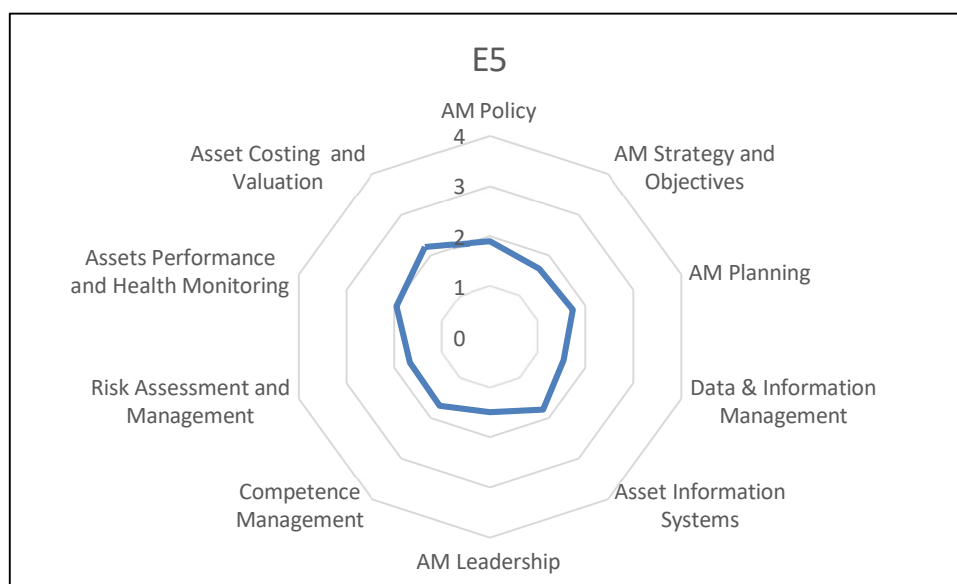 E5
AM Policy
AM Strategy and
Objectives
AM Planning
Data & Information
Management
Asset Information
Systems
AM Leadership
Competence
Management
Risk Assessment and
Management
Assets Performance
and Health Monitoring
Asset Costing and
Valuation
4
3
2
1
0